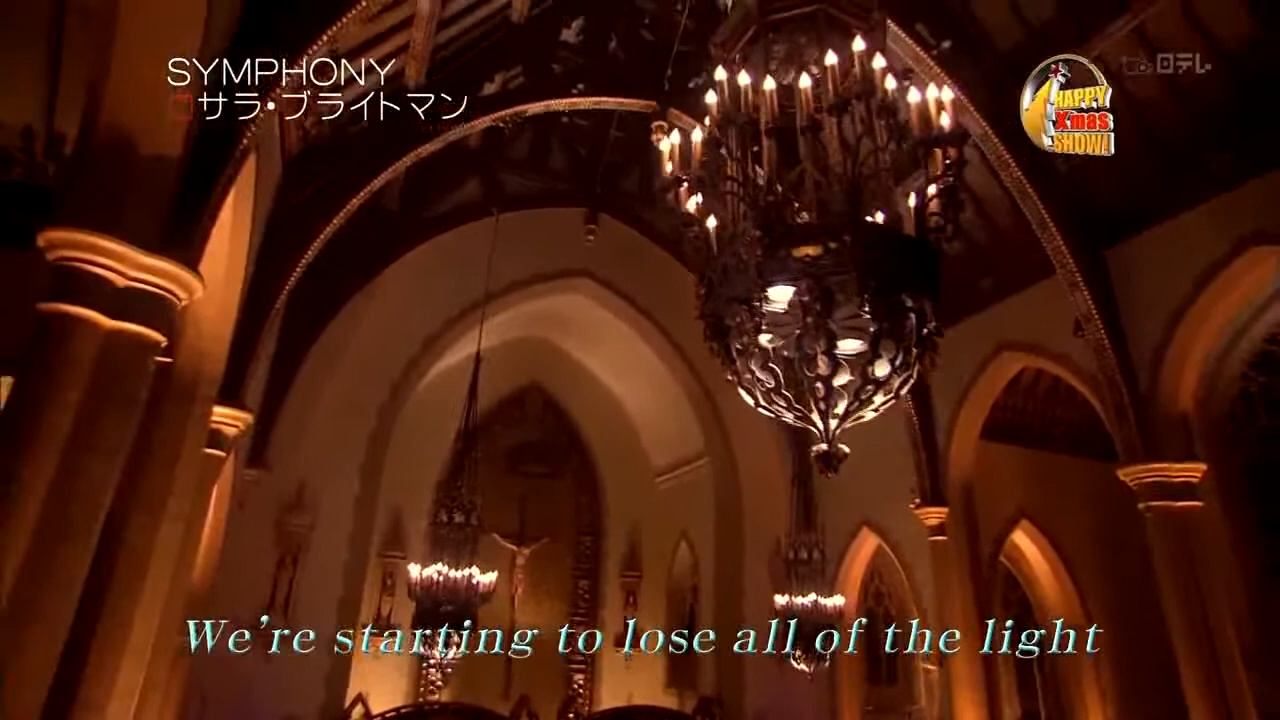 SYMPHONY
サラ・ブライトマン
日テレ
HAPPY
Xmas
SHOW!
We're starting to lose all of the light